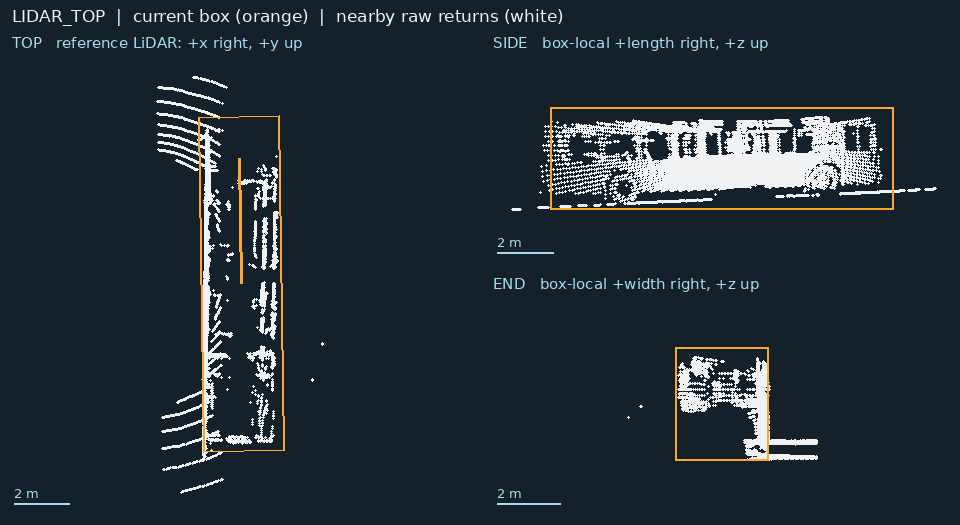 LIDAR_TOP | current box (orange) | nearby raw returns (white)
TOP reference LiDAR: +x right, +y up
SIDE box-local +length right, +z up
2 m
END box-local +width right, +z up
2 m
2 m